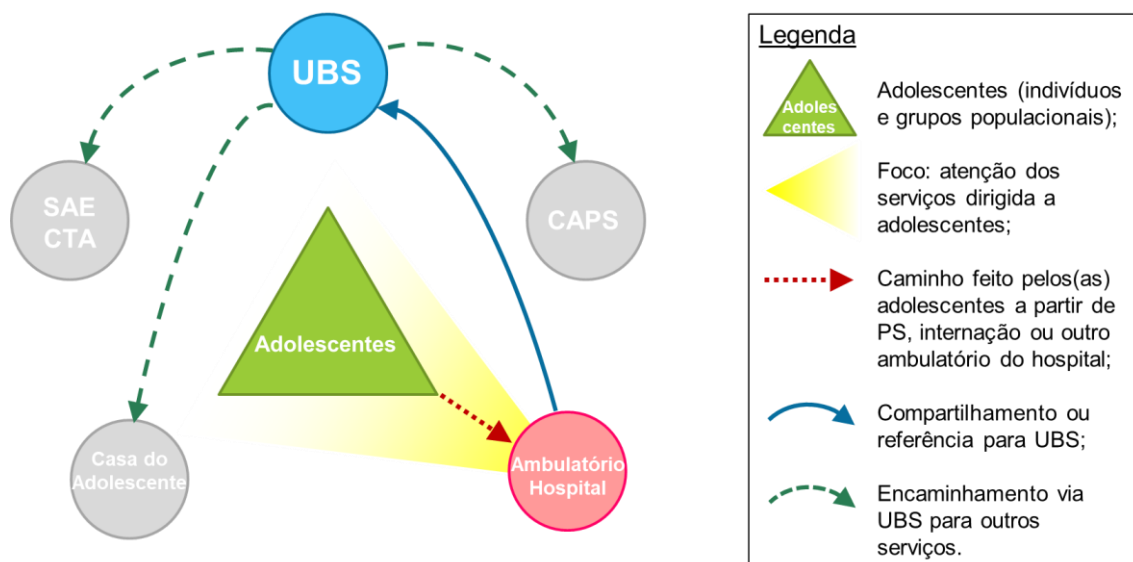 UBS
SAE
CTA
CAPS
Adolescentes
Casa do
Adolescente
Ambulatório
Hospital
Legenda
Adoles
centes
Adolescentes (indivíduos
e grupos populacionais);
Foco: atenção dos
serviços dirigida a
adolescentes;
Caminho feito pelos(as)
adolescentes a partir de
PS, internação ou outro
ambulatório do hospital;
Compartilhamento ou
referência para UBS;
Encaminhamento via
UBS para outros
serviços.